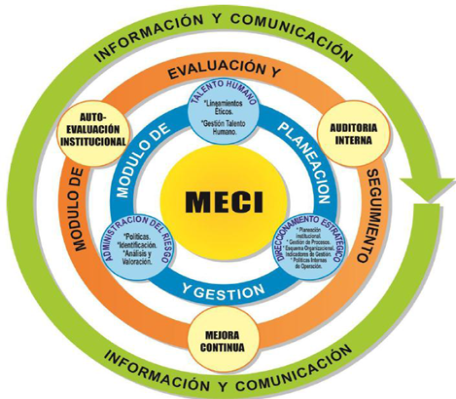 INFORMACIÓN Y COMUNICACIÓN
EVALUACIÓN Y
TALENTO HUMANO
*Lineamientos
Éticos.
*Gestión Talento
Humano.
AUTO-
EVALUACIÓN
INSTITUCIONAL
AUDITORIA
INTERNA
MODULO DE
PLANEACION
MODULO DE
SEGUIMIENTO
MECI
ADMINISTRACION DEL RIESGO
*Políticas.
*Identificación.
*Análisis y
Valoración.
DIRECCIONAMIENTO ESTRATEGICO
* Planeación
Institucional.
* Gestión de Procesos.
* Esquema Organizacional.
Indicadores de Gestión.
* Políticas Internas
de Operación.
Y GESTION
MEJORA
CONTINUA
INFORMACIÓN Y COMUNICACIÓN